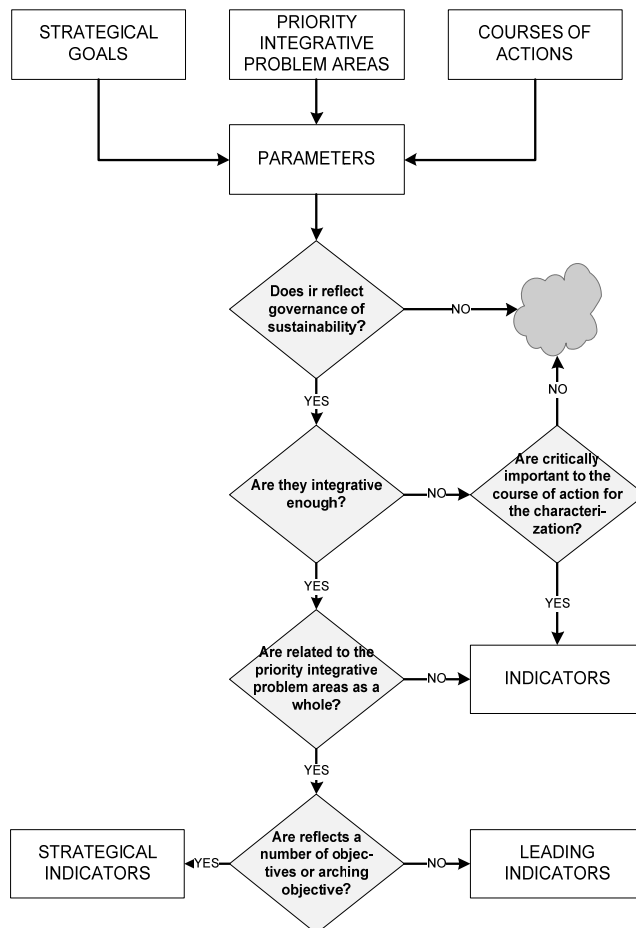 STRATEGICAL
GOALS
PRIORITY
INTEGRATIVE
PROBLEM AREAS
COURSES OF
ACTIONS
PARAMETERS
Does ir reflect
governance of
sustainability?
NO
YES
NO
Are they integrative
enough?
NO
Are critically
important to the
course of action for
the characteri-
zation?
YES
YES
Are related to the
priority integrative
problem areas as a
whole?
NO
INDICATORS
YES
STRATEGICAL
INDICATORS
YES
Are reflects a
number of objec-
tives or arching
objective?
NO
LEADING
INDICATORS